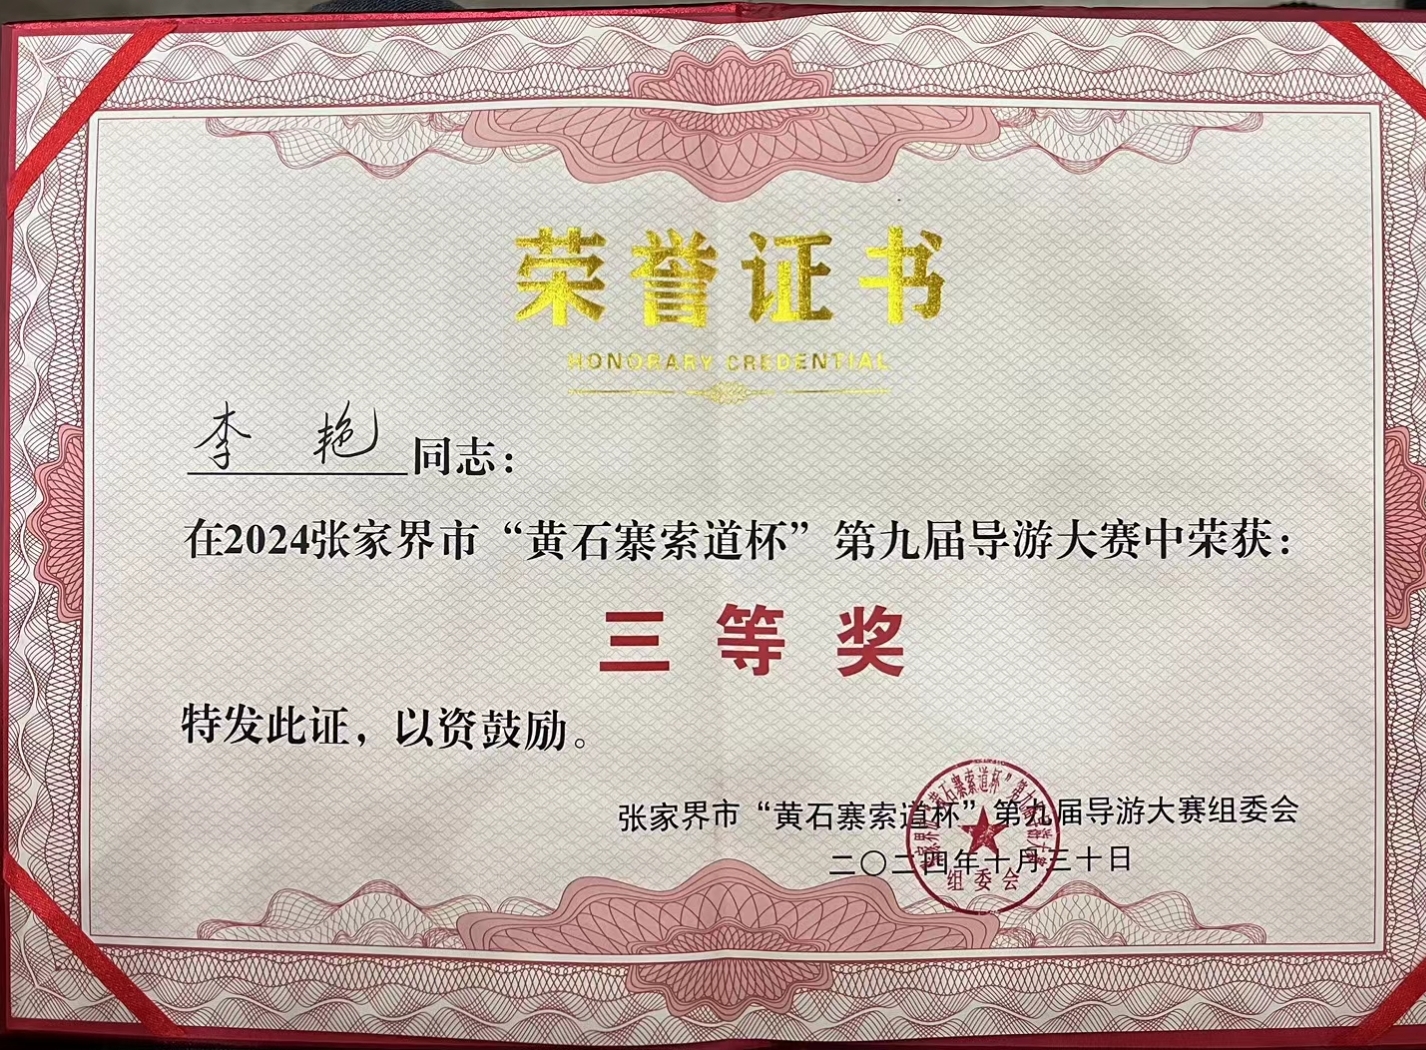 荣誉证书
HONORARY CREDENTIAL
李 艳 同志：
在2024张家界市“黄石寨索道杯”第九届导游大赛中荣获：
三等奖
特发此证，以资鼓励。
张家界市“黄石寨索道杯”第九届导游大赛组委会
二〇二四年十月三十日
组委会